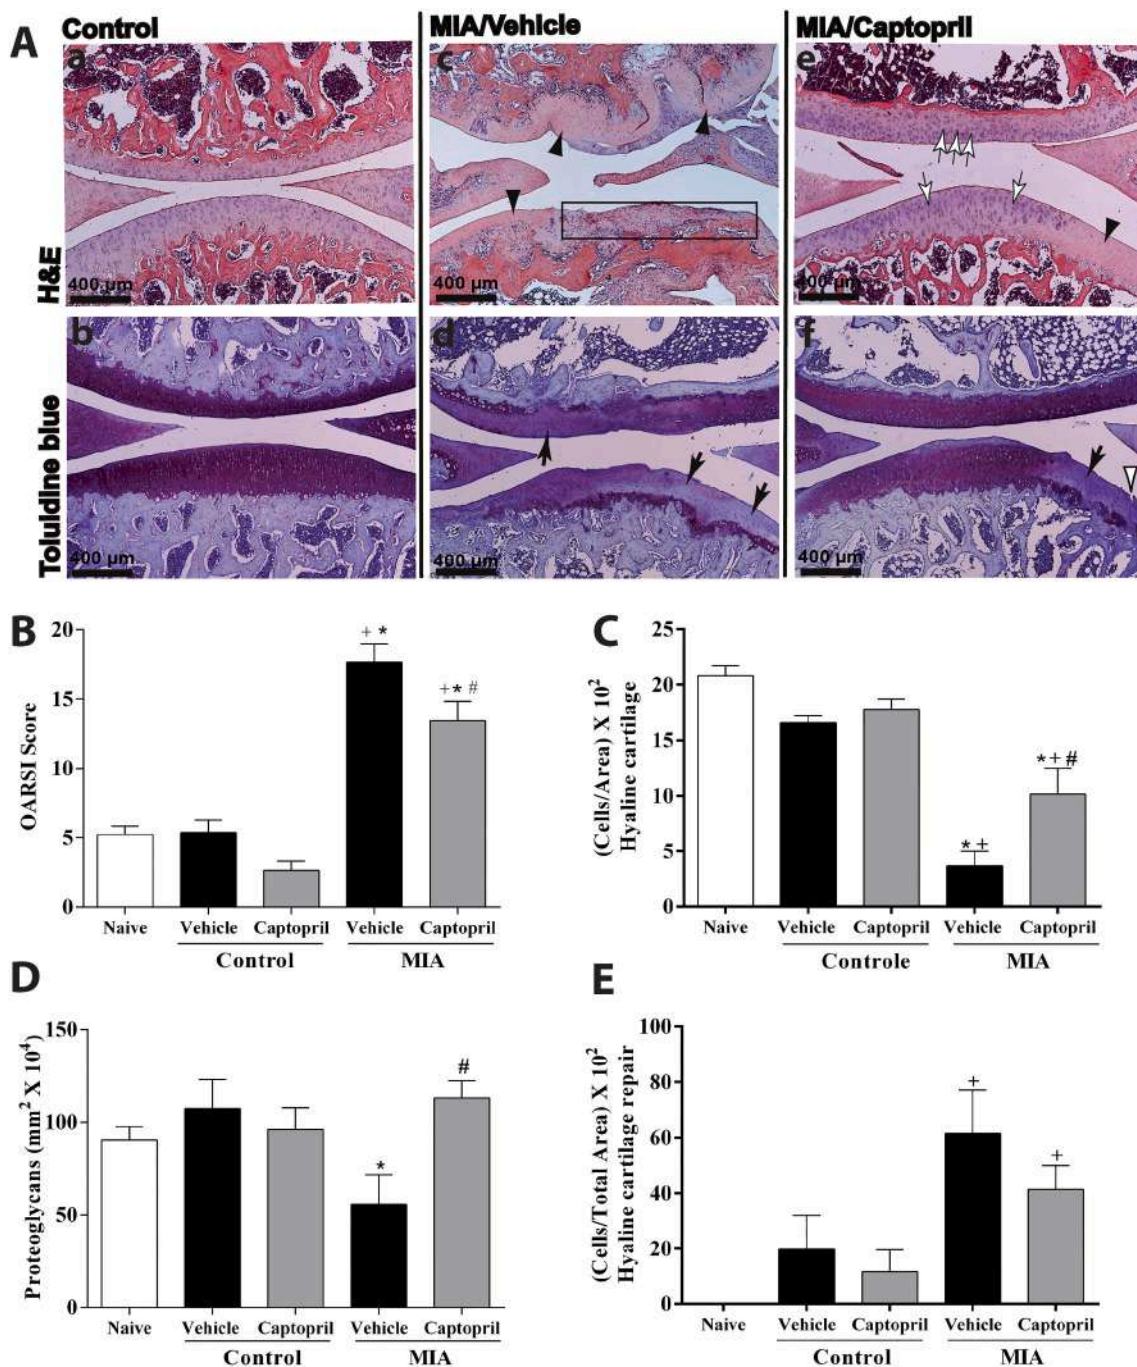 A
Control
MIA/Vehicle
MIA/Captopril
H&E
a
400 µm
c
400 µm
e
400 µm
Toluidine blue
b
400 µm
d
400 µm
f
400 µm
B
OARSI Score
20
15
10
5
0
+ *
+ * #
Naive
Vehicle
Captopril
Vehicle
Captopril
Control
MIA
C
(Cells/Area) X 10²
Hyaline cartilage
25
20
15
10
5
0
* +
* + #
Naive
Vehicle
Captopril
Vehicle
Captopril
Controle
MIA
D
Proteoglycans (mm² X 10⁴)
150
100
50
0
*
#
Naive
Vehicle
Captopril
Vehicle
Captopril
Control
MIA
E
(Cells/Total Area) X 10²
Hyaline cartilage repair
100
80
60
40
20
0
+
+
Naive
Vehicle
Captopril
Vehicle
Captopril
Control
MIA